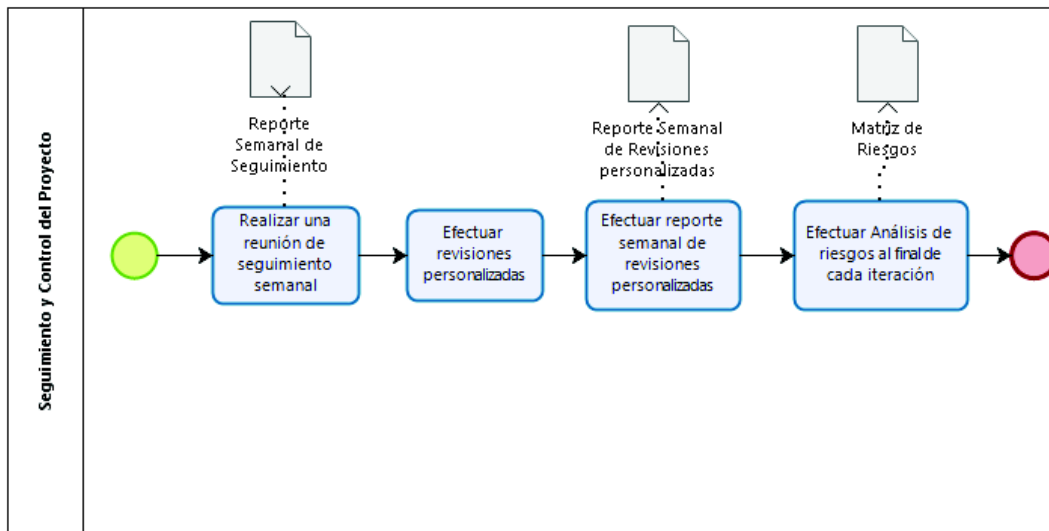 Seguimiento y Control del Proyecto
Reporte
Semanal de
Seguimiento
Reporte Semanal
de Revisiones
personalizadas
Matriz de
Riesgos
Realizar una
reunión de
seguimiento
semanal
Efectuar
revisiones
personalizadas
Efectuar reporte
semanal de
revisiones
personalizadas
Efectuar Análisis de
riesgos al final de
cada iteración